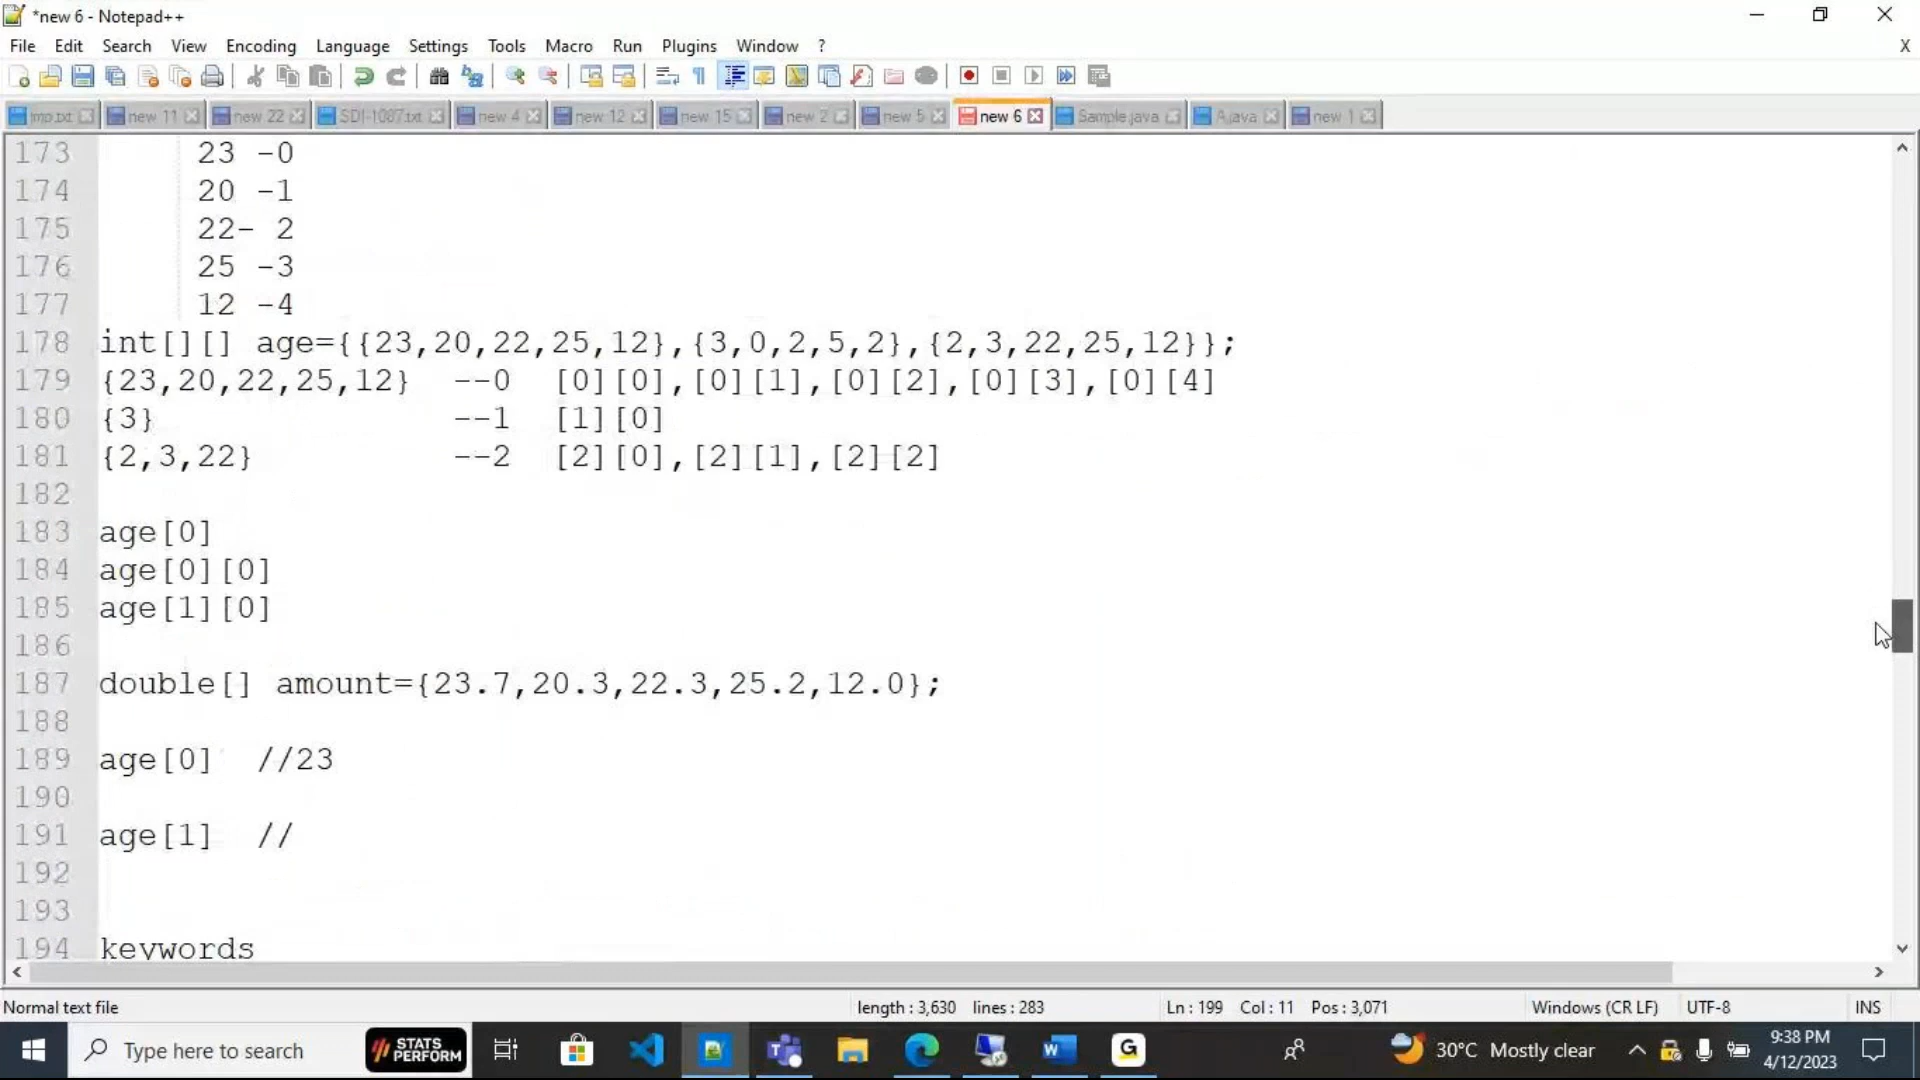 *new 6 - Notepad++
File Edit Search View Encoding Language Settings Tools Macro Run Plugins Window ? X
new 11 new 22 SDI-1087.txt new 4 new 12 new 15 new 2 new 5 new 6 Sample.java A.java new 1
173 23 -0
174 20 -1
175 22- 2
176 25 -3
177 12 -4
178 int[][] age={{23,20,22,25,12},{3,0,2,5,2},{2,3,22,25,12}};
179 {23,20,22,25,12} --0 [0][0],[0][1],[0][2],[0][3],[0][4]
180 {3} --1 [1][0]
181 {2,3,22} --2 [2][0],[2][1],[2][2]
182
183 age[0]
184 age[0][0]
185 age[1][0]
186
187 double[] amount={23.7,20.3,22.3,25.2,12.0};
188
189 age[0] //23
190
191 age[1] //
192
193
194 keywords
Normal text file length : 3,630 lines : 283 Ln : 199 Col : 11 Pos : 3,071 Windows (CR LF) UTF-8 INS
Type here to search STATS PERFORM 30°C Mostly clear 9:38 PM
4/12/2023